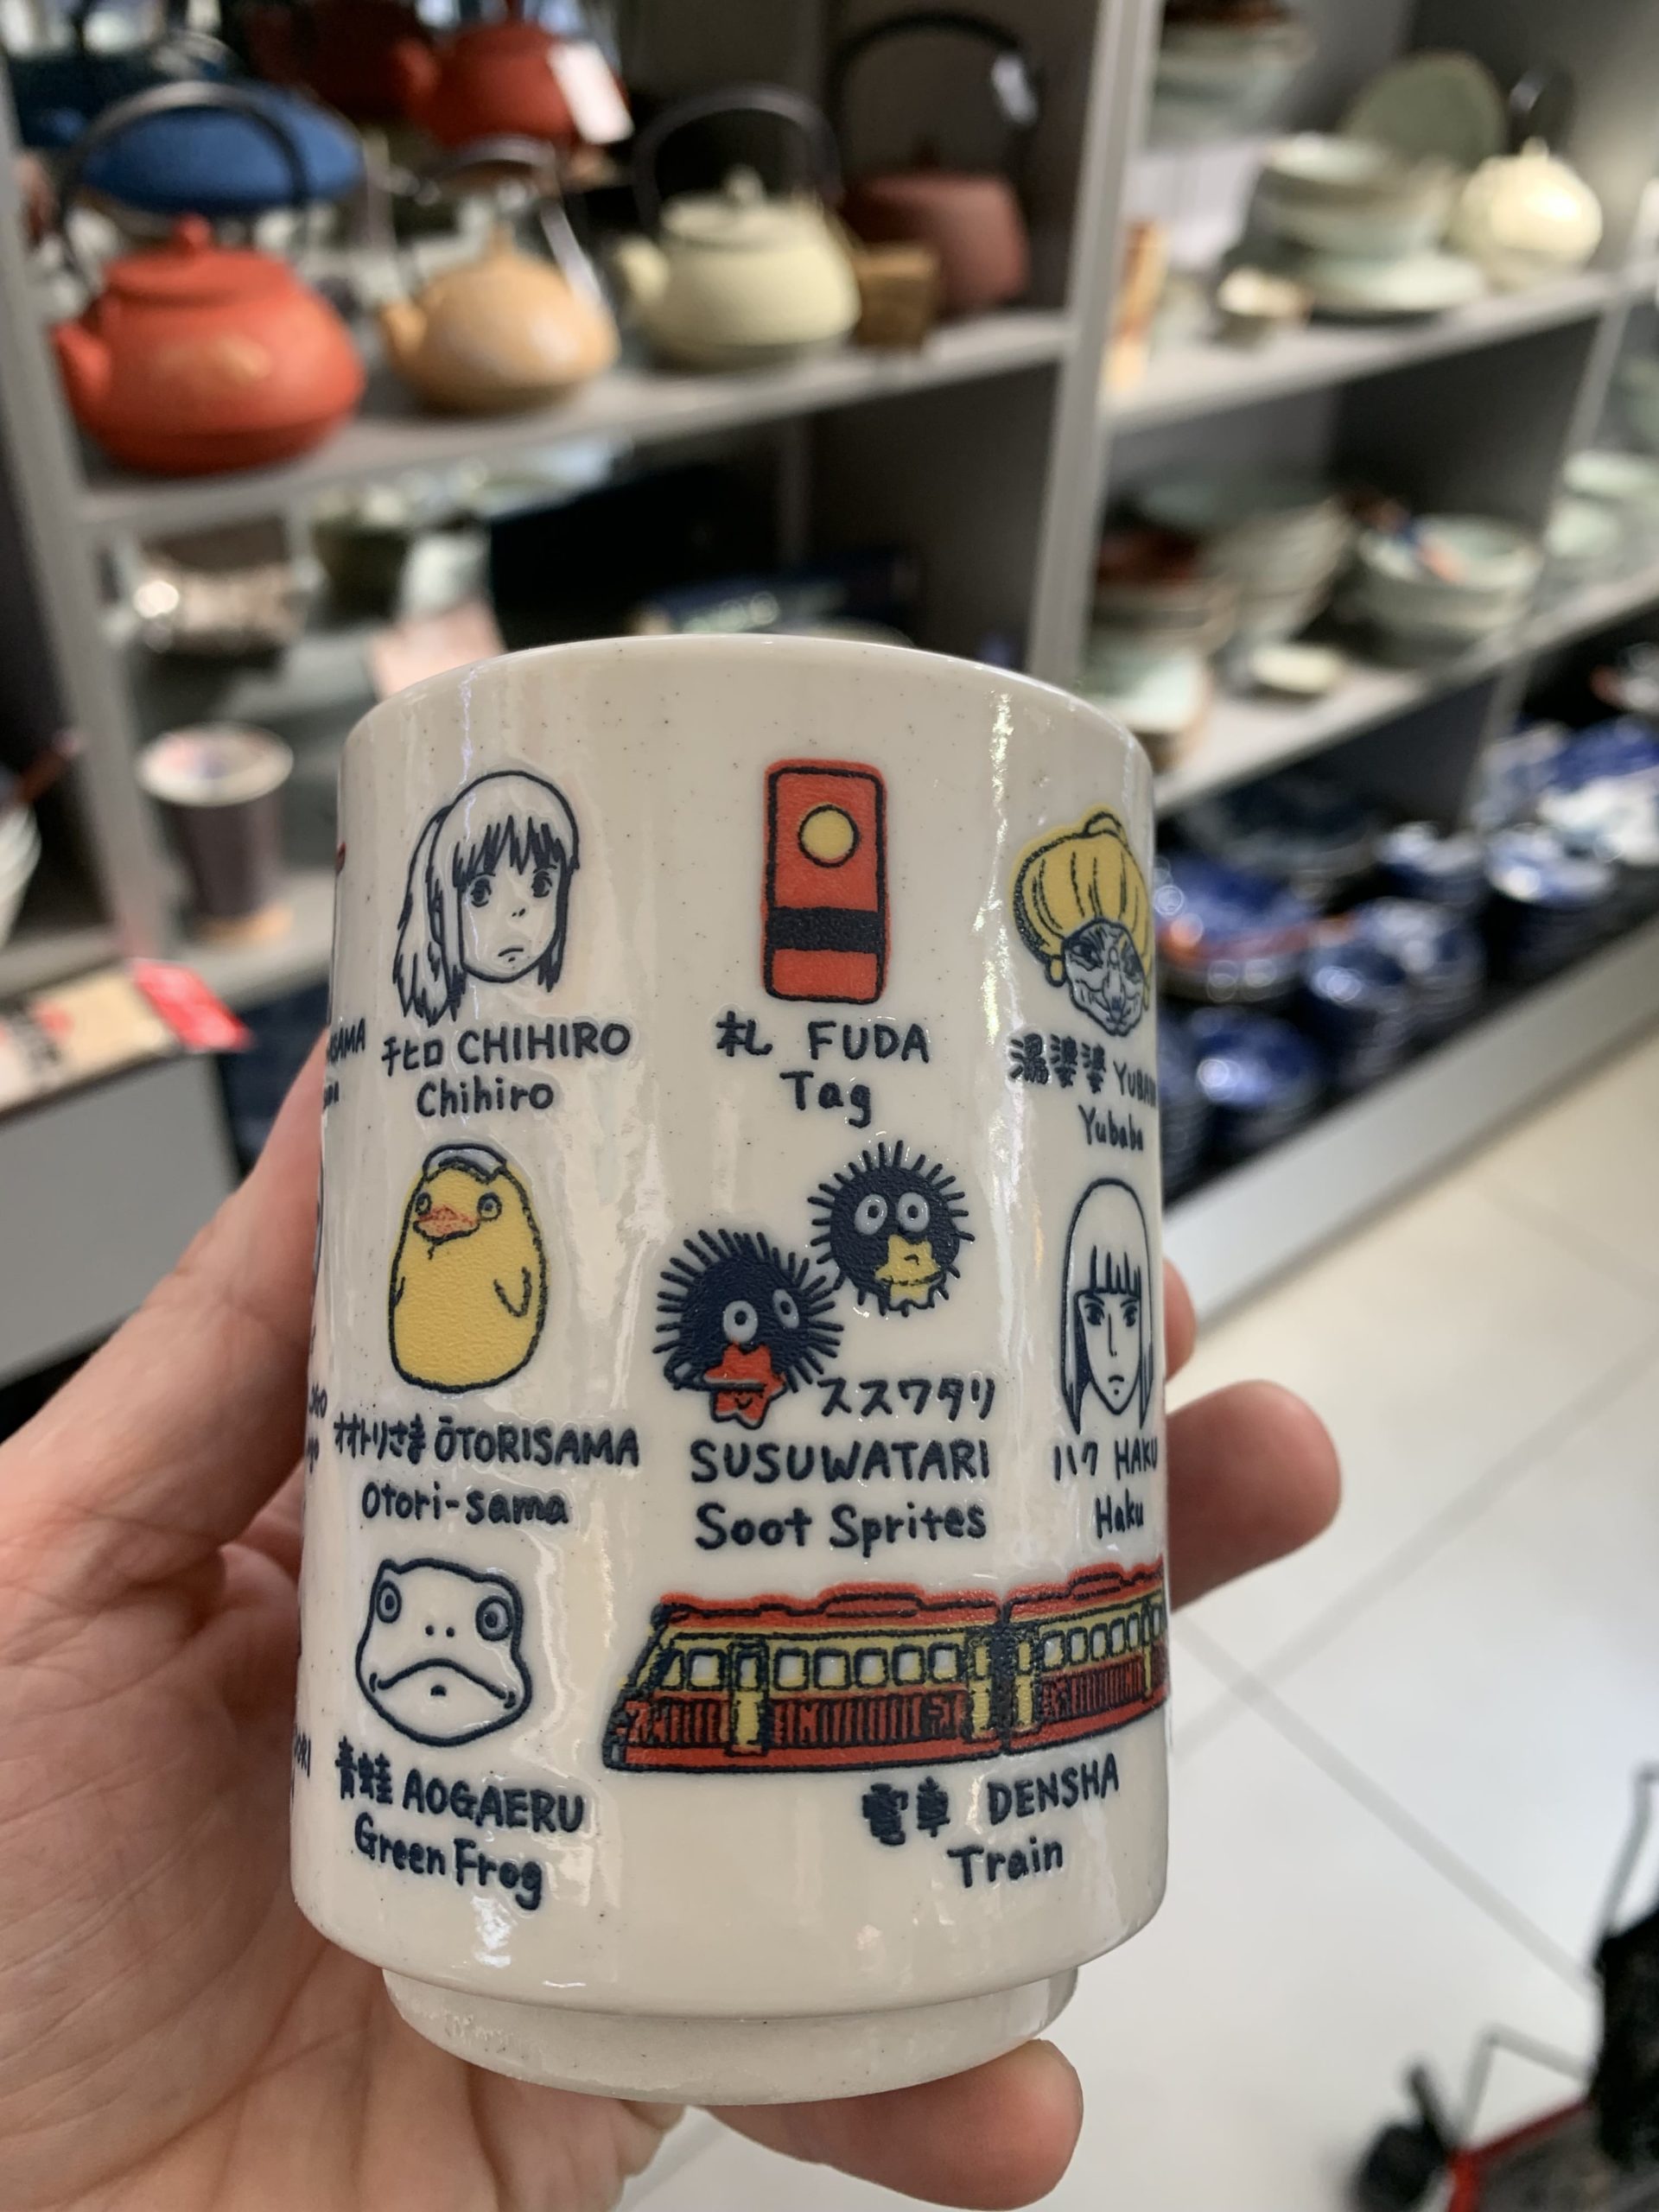 千ヒロ CHIHIRO
Chihiro
札 FUDA
Tag
湯婆婆
Yubaba
オオトリさま ŌTORISAMA
Otori-sama
ススワタリ
SUSUWATARI
Soot Sprites
ハク HAKU
Haku
青蛙 AOGAERU
Green Frog
電車 DENSHA
Train